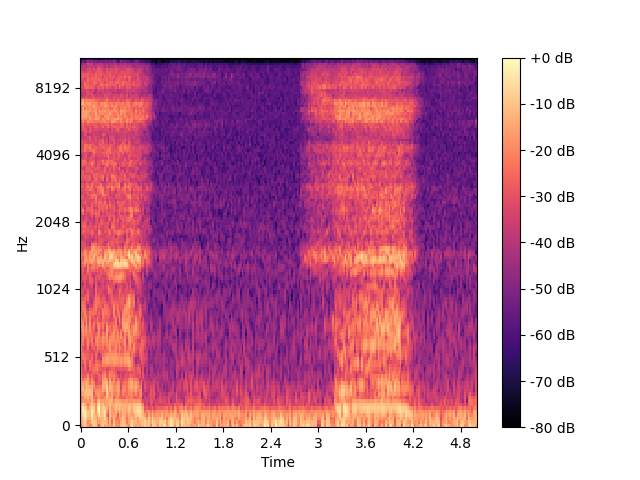 8192
4096
2048
1024
512
0
Hz
0 0.6 1.2 1.8 2.4 3 3.6 4.2 4.8
Time
+0 dB
-10 dB
-20 dB
-30 dB
-40 dB
-50 dB
-60 dB
-70 dB
-80 dB